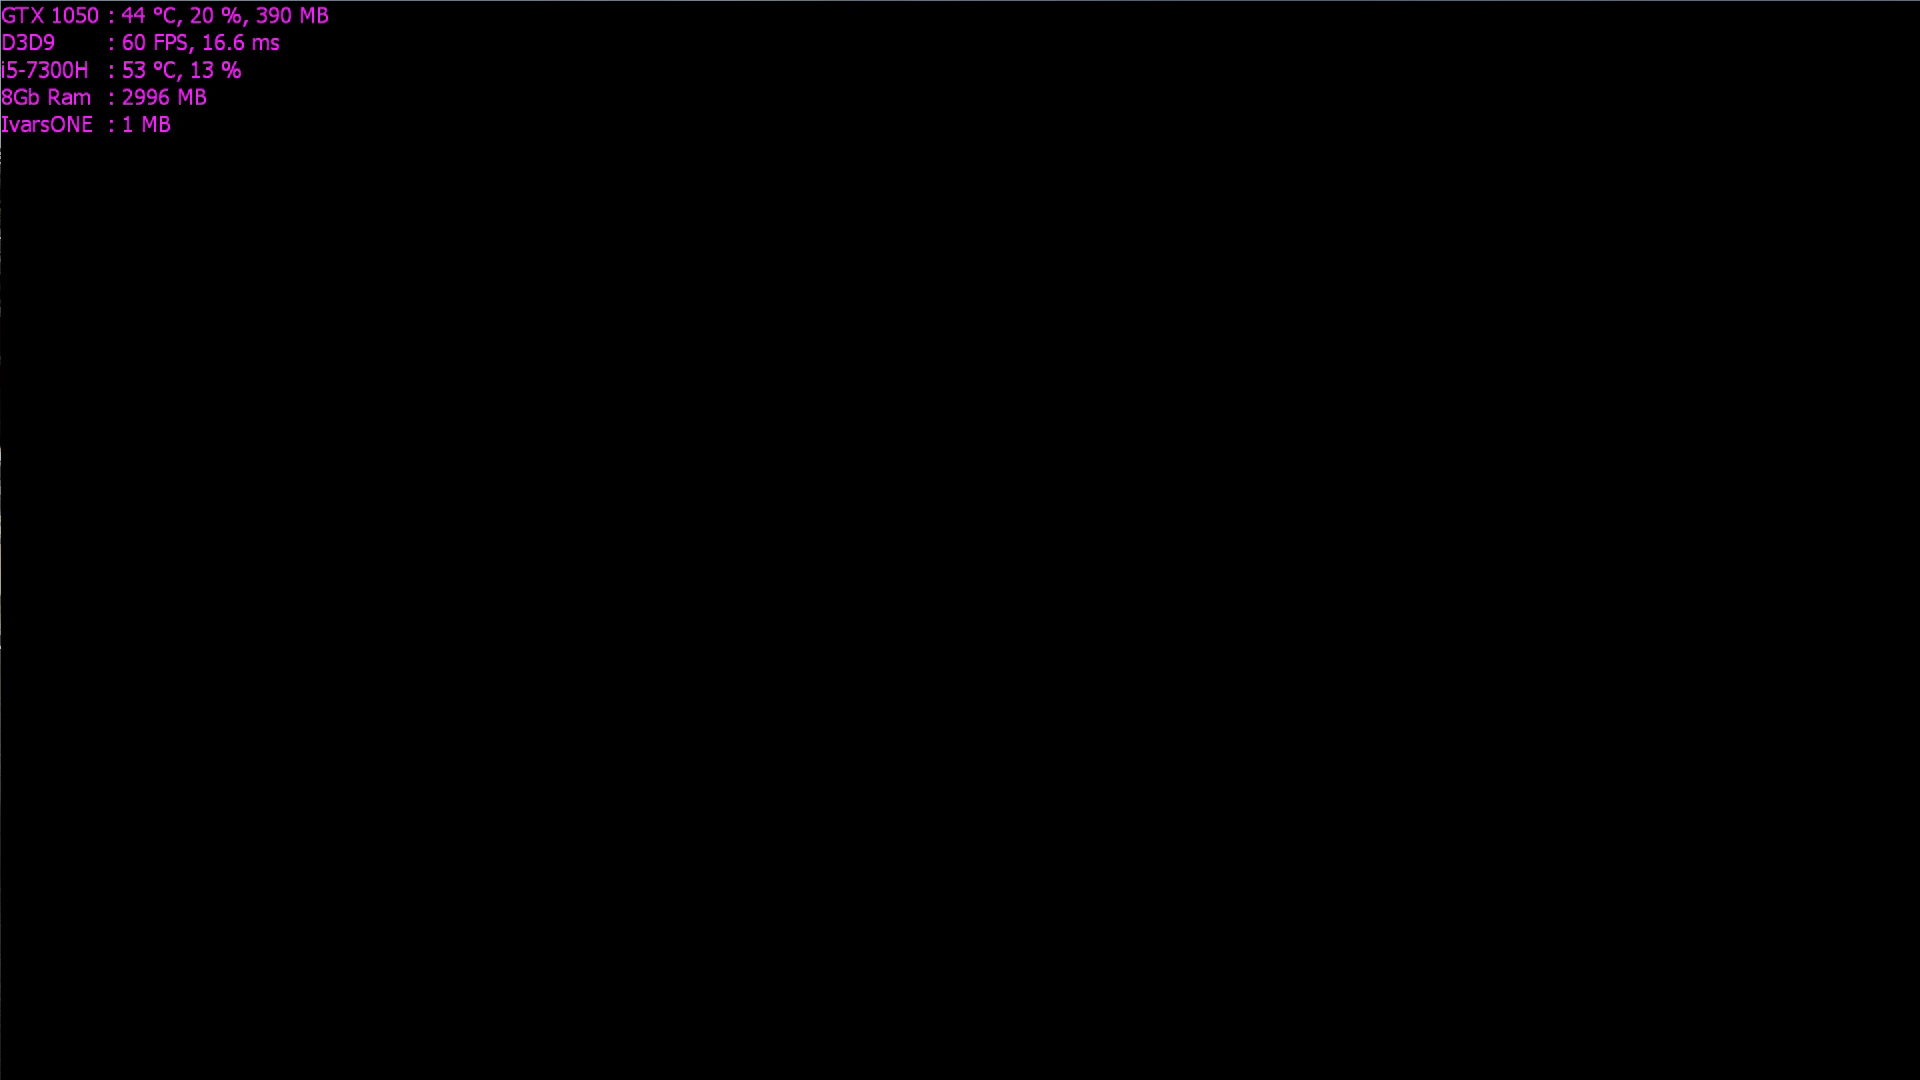 GTX 1050 : 44 °C, 20 %, 390 MB
D3D9 : 60 FPS, 16.6 ms
i5-7300H : 53 °C, 13 %
8Gb Ram : 2996 MB
IvarsONE : 1 MB